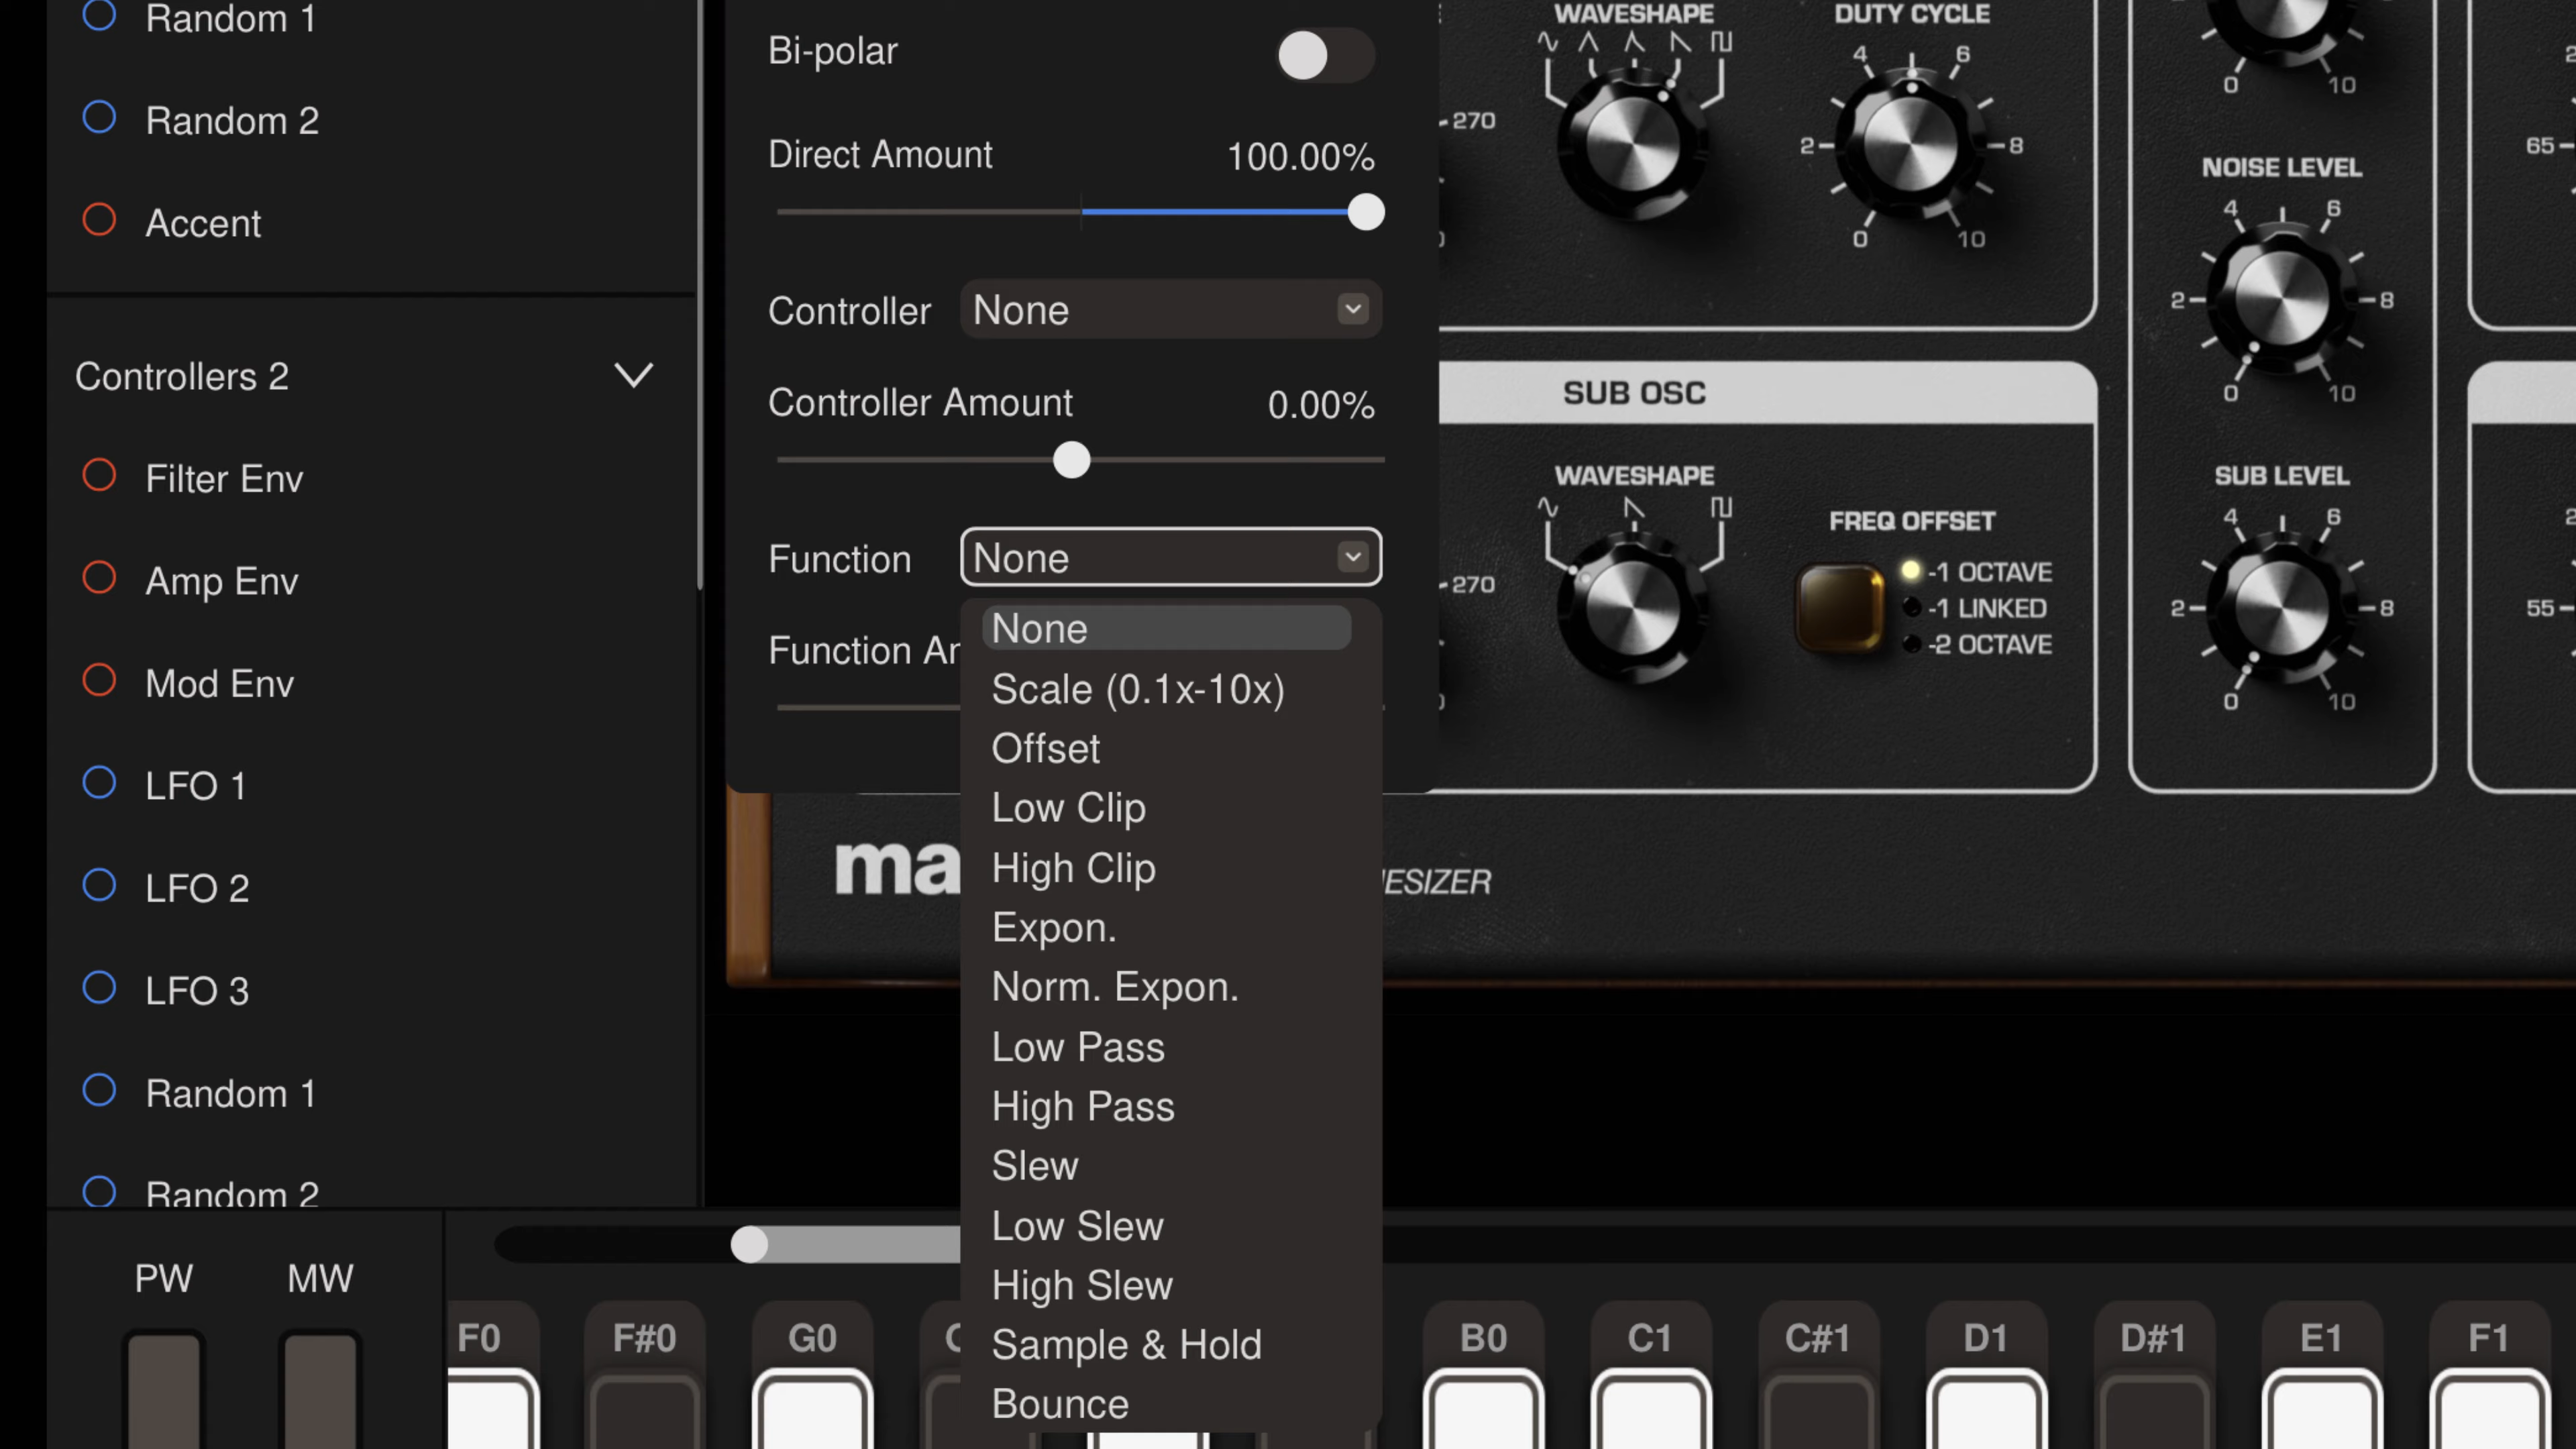 Random 1
Random 2
Accent
Controllers 2
Filter Env
Amp Env
Mod Env
LFO 1
LFO 2
LFO 3
Random 1
Random 2
PW
MW
Bi-polar
Direct Amount
100.00%
Controller
None
Controller Amount
0.00%
Function
None
Function
None
Scale (0.1x-10x)
Offset
Low Clip
High Clip
Expon.
Norm. Expon.
Low Pass
High Pass
Slew
Low Slew
High Slew
Sample & Hold
Bounce
WAVESHAPE
270
DUTY CYCLE
4 6
2 8
0 10
0 10
NOISE LEVEL
4 6
2 8
0 10
65
SUB OSC
WAVESHAPE
270
FREQ OFFSET
-1 OCTAVE
-1 LINKED
-2 OCTAVE
SUB LEVEL
4 6
2 8
0 10
55
F0
F#0
G0
B0
C1
C#1
D1
D#1
E1
F1